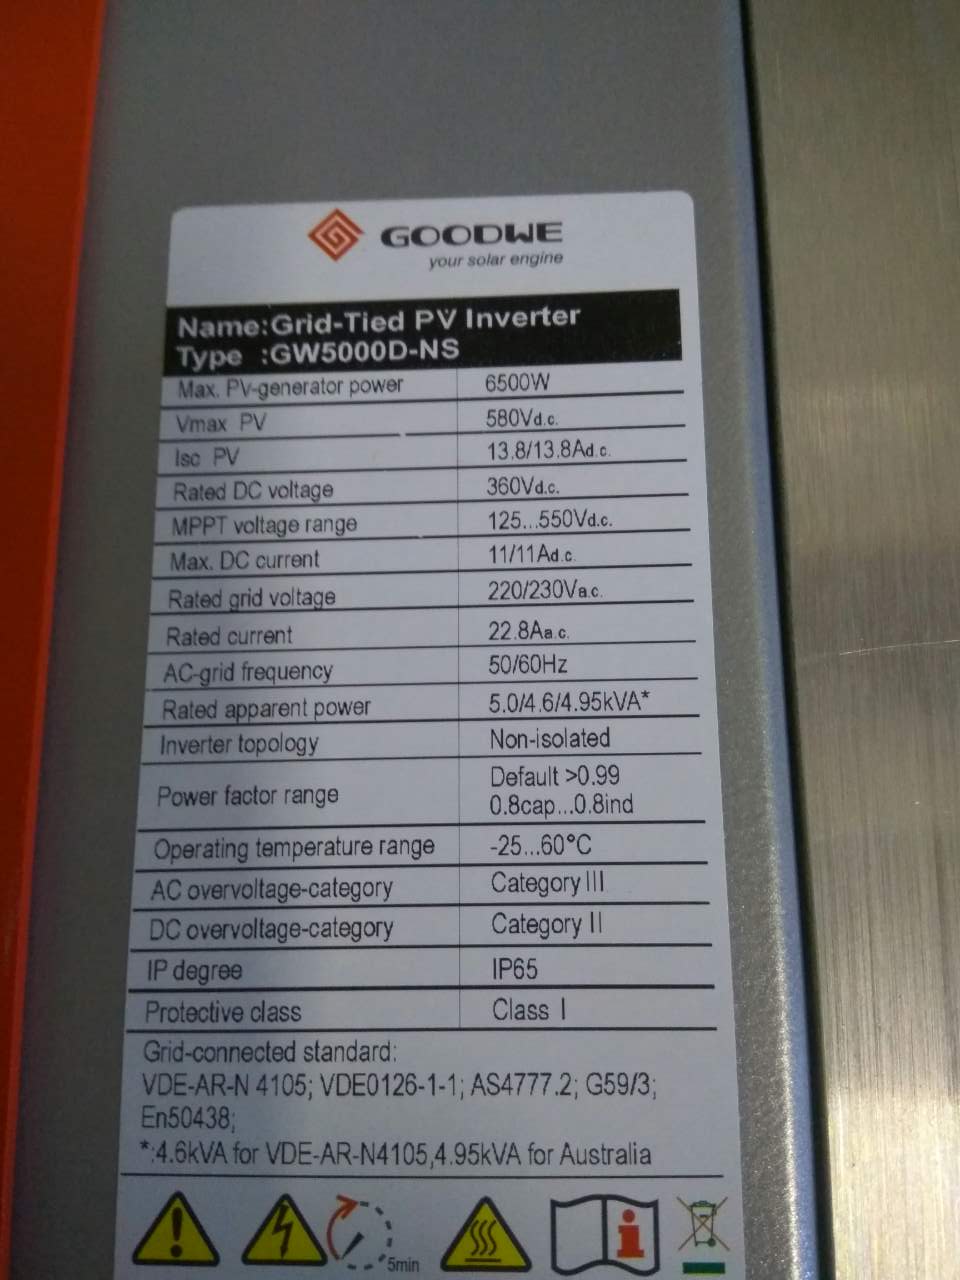 GOODWE
your solar engine
Name:Grid-Tied PV Inverter
Type :GW5000D-NS
Max. PV-generator power 6500W
Vmax PV 580Vd.c.
Isc PV 13.8/13.8Ad.c.
Rated DC voltage 360Vd.c.
MPPT voltage range 125...550Vd.c.
Max. DC current 11/11Ad.c.
Rated grid voltage 220/230Va.c.
Rated current 22.8Aa.c.
AC-grid frequency 50/60Hz
Rated apparent power 5.0/4.6/4.95kVA*
Inverter topology Non-isolated
Power factor range Default >0.99
0.8cap...0.8ind
Operating temperature range -25...60°C
AC overvoltage-category Category III
DC overvoltage-category Category II
IP degree IP65
Protective class Class I
Grid-connected standard:
VDE-AR-N 4105; VDE0126-1-1; AS4777.2; G59/3;
En50438;
*:4.6kVA for VDE-AR-N4105,4.95kVA for Australia
5min